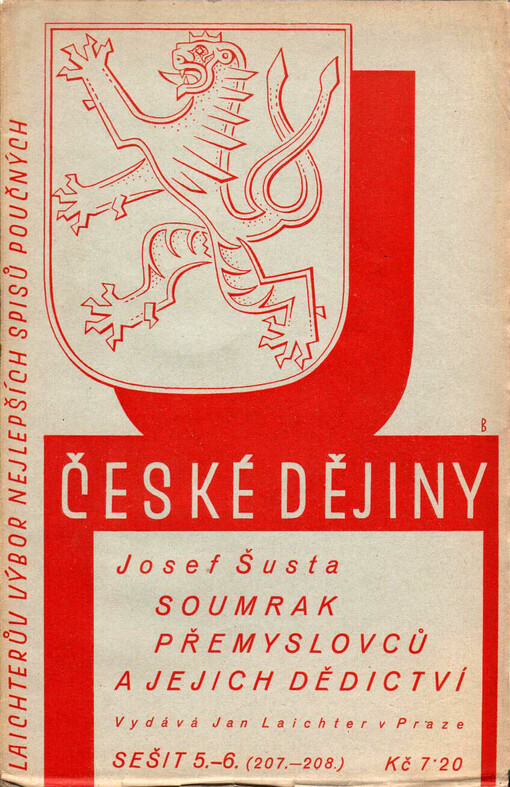 LAICHTERŮV VÝBOR NEJLEPŠÍCH SPISŮ POUČNÝCH
B
ČESKÉ DĚJINY
Josef Šusta
SOUMRAK
PŘEMYSLOVCŮ
A JEJICH DĚDICTVÍ
Vydává Jan Laichter v Praze
SEŠIT 5.–6. (207.–208.) Kč 7·20